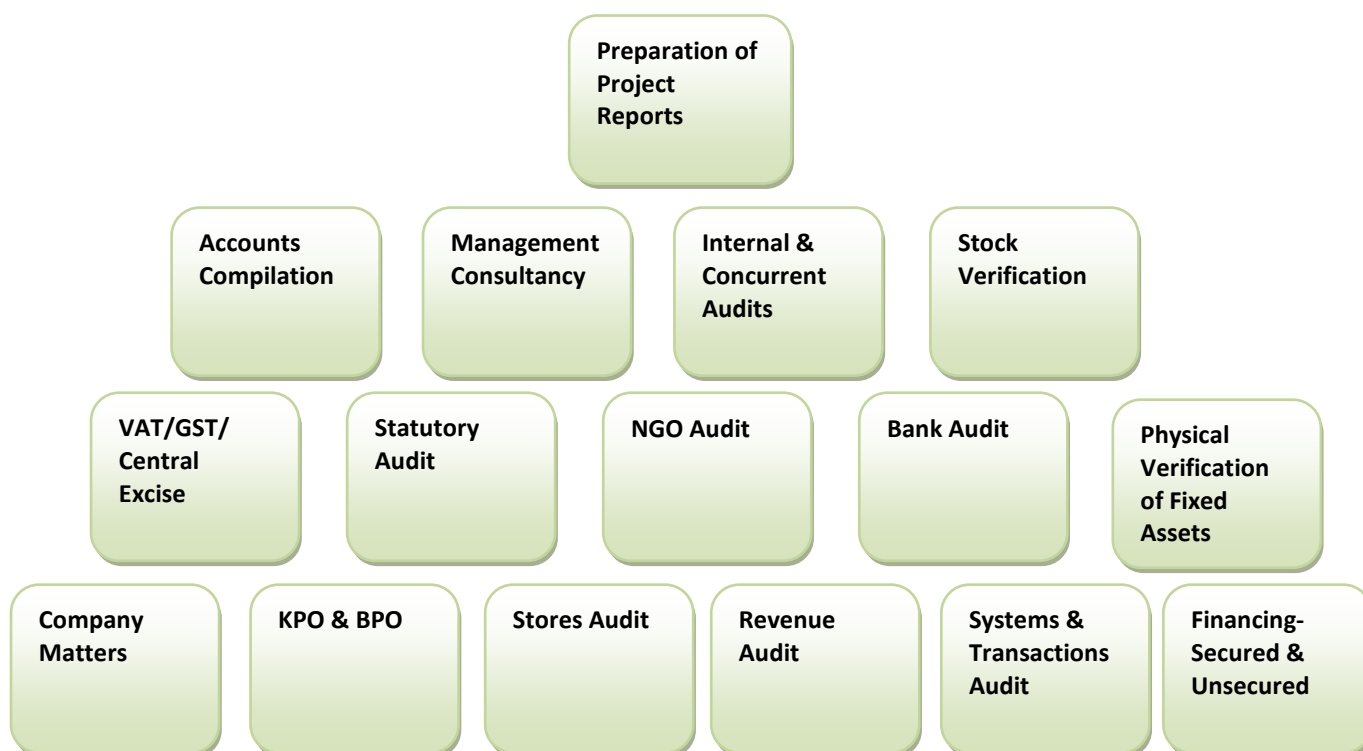 Preparation of
Project
Reports
Accounts
Compilation
Management
Consultancy
Internal &
Concurrent
Audits
Stock
Verification
VAT/GST/
Central
Excise
Statutory
Audit
NGO Audit
Bank Audit
Physical
Verification
of Fixed
Assets
Company
Matters
KPO & BPO
Stores Audit
Revenue
Audit
Systems &
Transactions
Audit
Financing-
Secured &
Unsecured